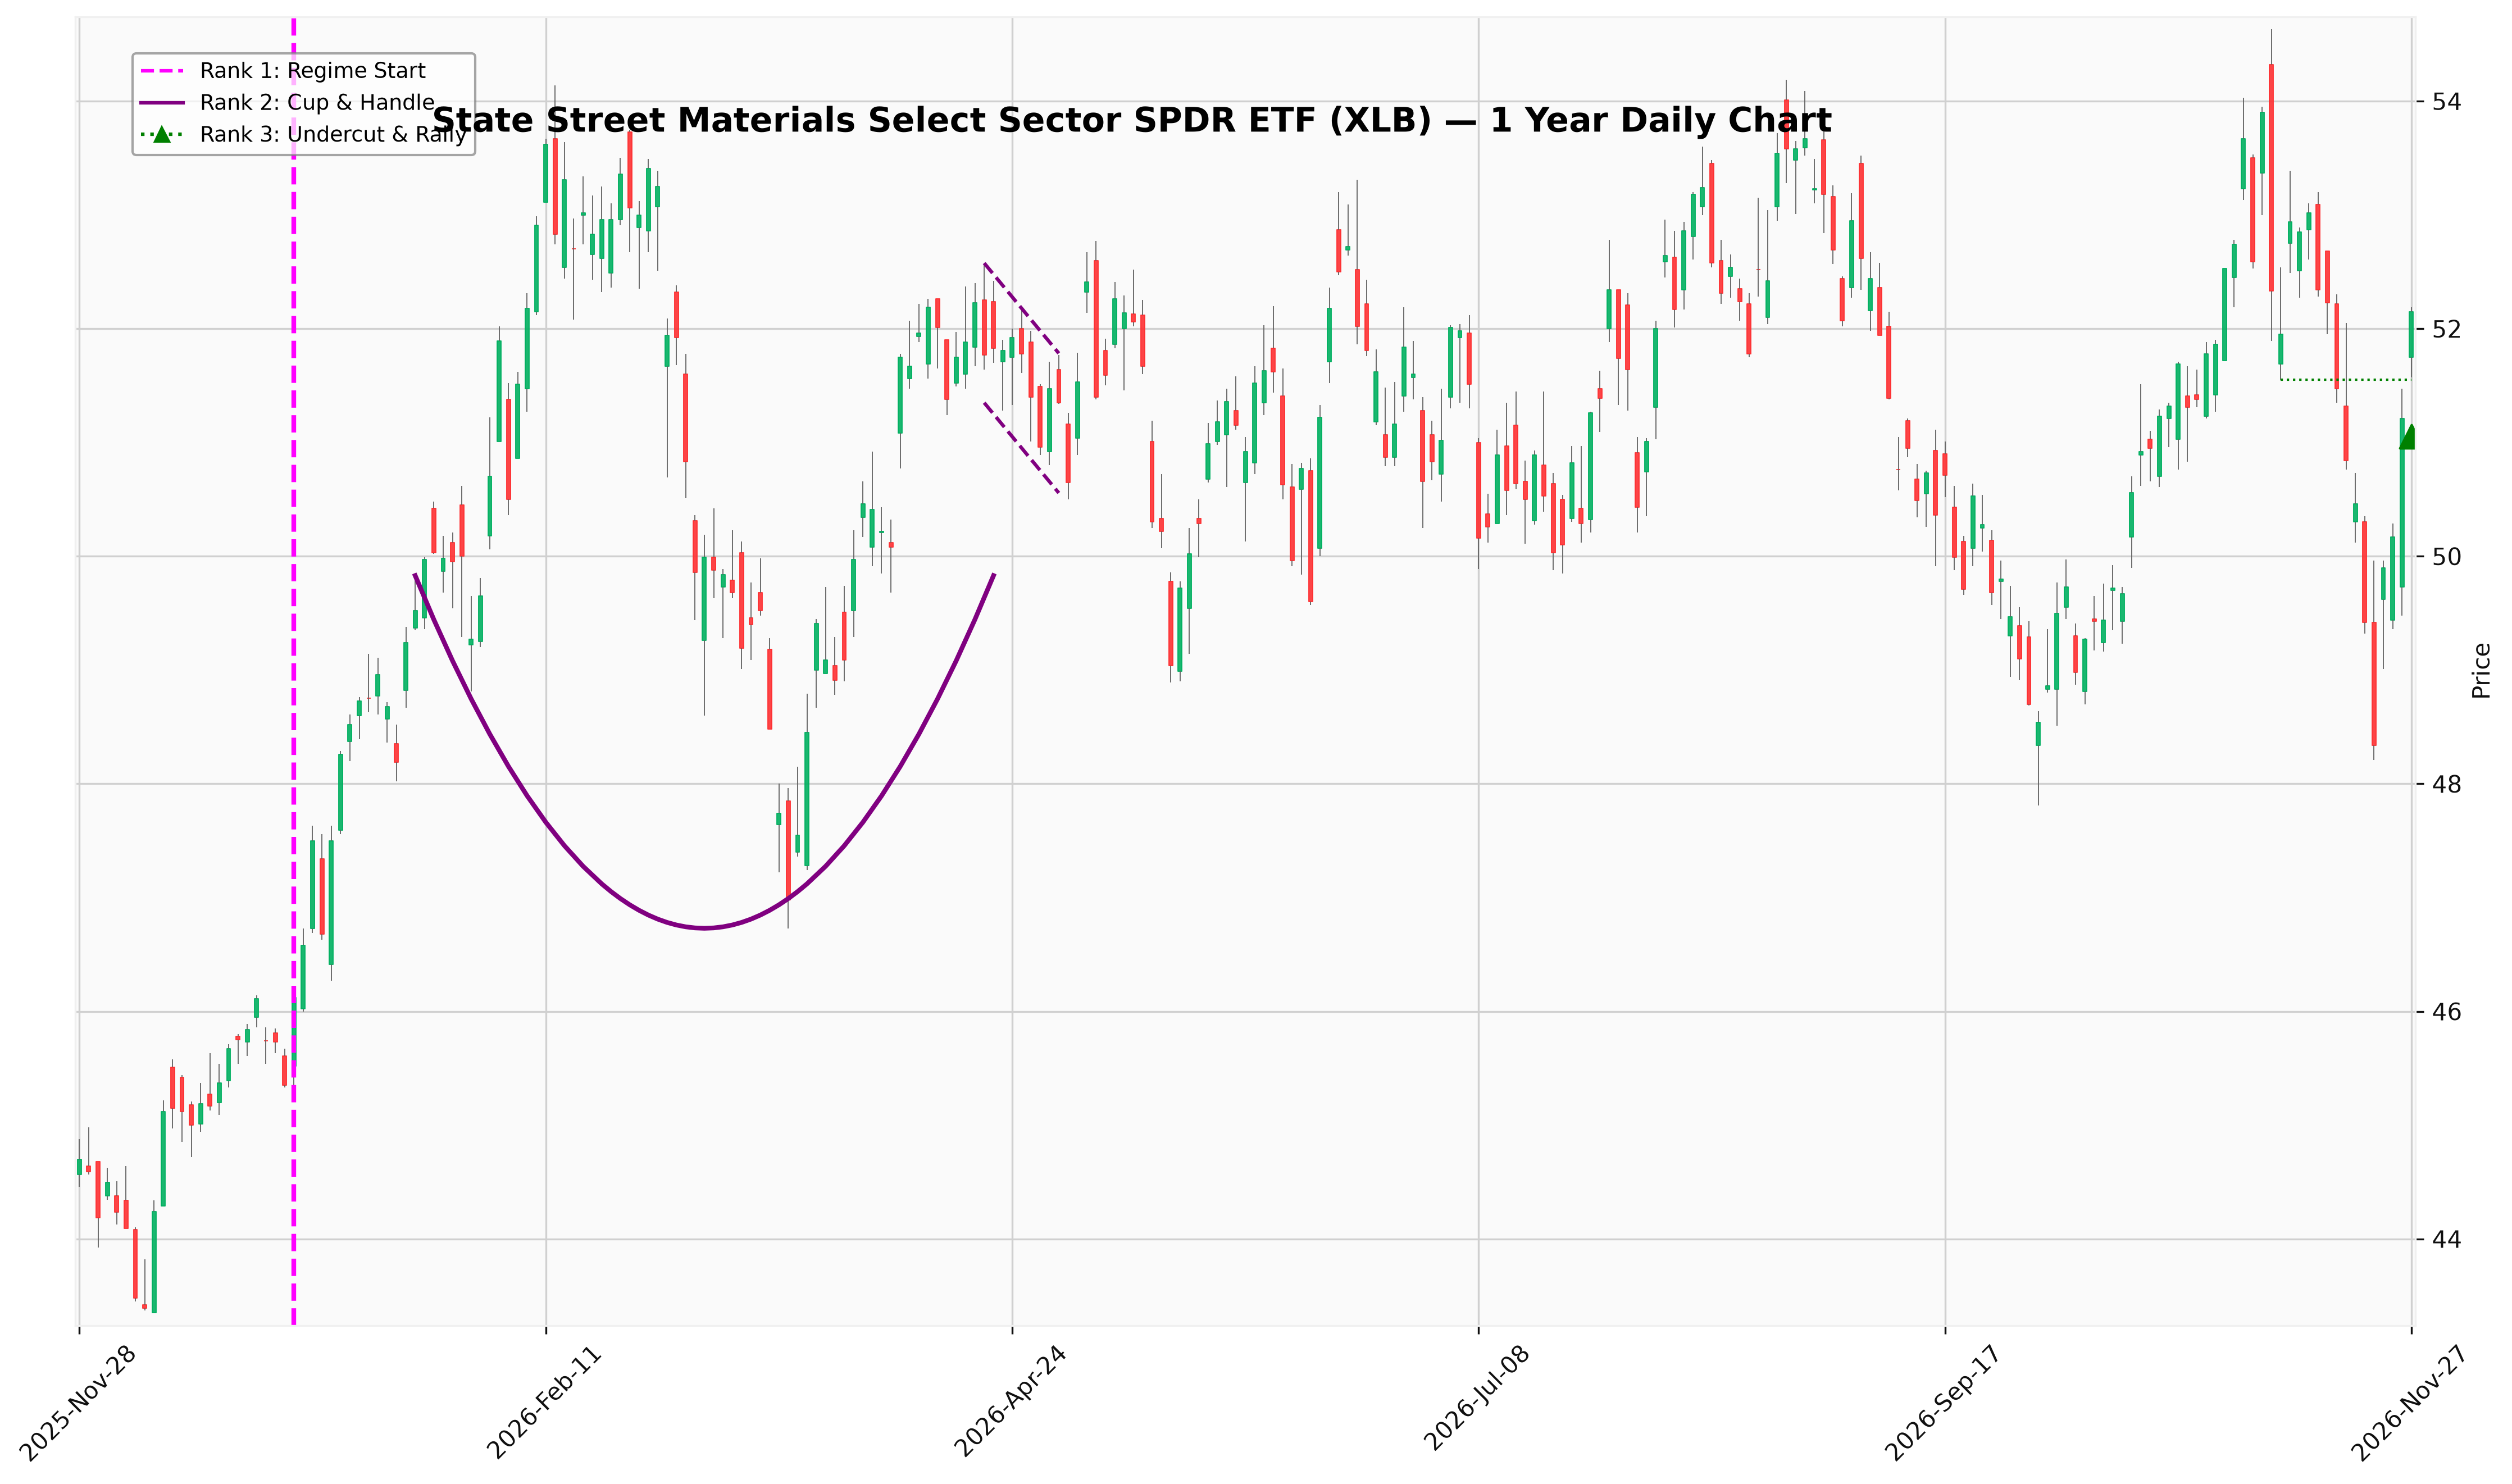 Rank 1: Regime Start
Rank 2: Cup & Handle
Rank 3: Undercut & Rally
State Street Materials Select Sector SPDR ETF (XLB) — 1 Year Daily Chart
54
52
50
48
46
44
Price
2025-Nov-28
2026-Feb-11
2026-Apr-24
2026-Jul-08
2026-Sep-17
2026-Nov-27